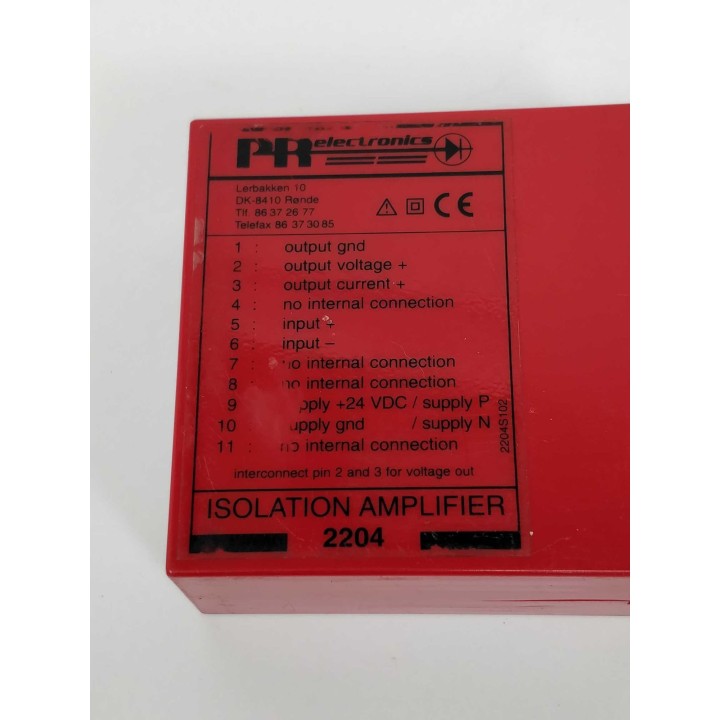 PR electronics
Lerbakken 10
DK-8410 Rønde
Tlf. 86 37 26 77
Telefax 86 37 30 85
CE
1 : output gnd
2 : output voltage +
3 : output current +
4 : no internal connection
5 : input +
6 : input –
7 : no internal connection
8 : no internal connection
9 upply +24 VDC / supply P
10 upply gnd / supply N
11 : no internal connection
2204S102
interconnect pin 2 and 3 for voltage out
ISOLATION AMPLIFIER
2204